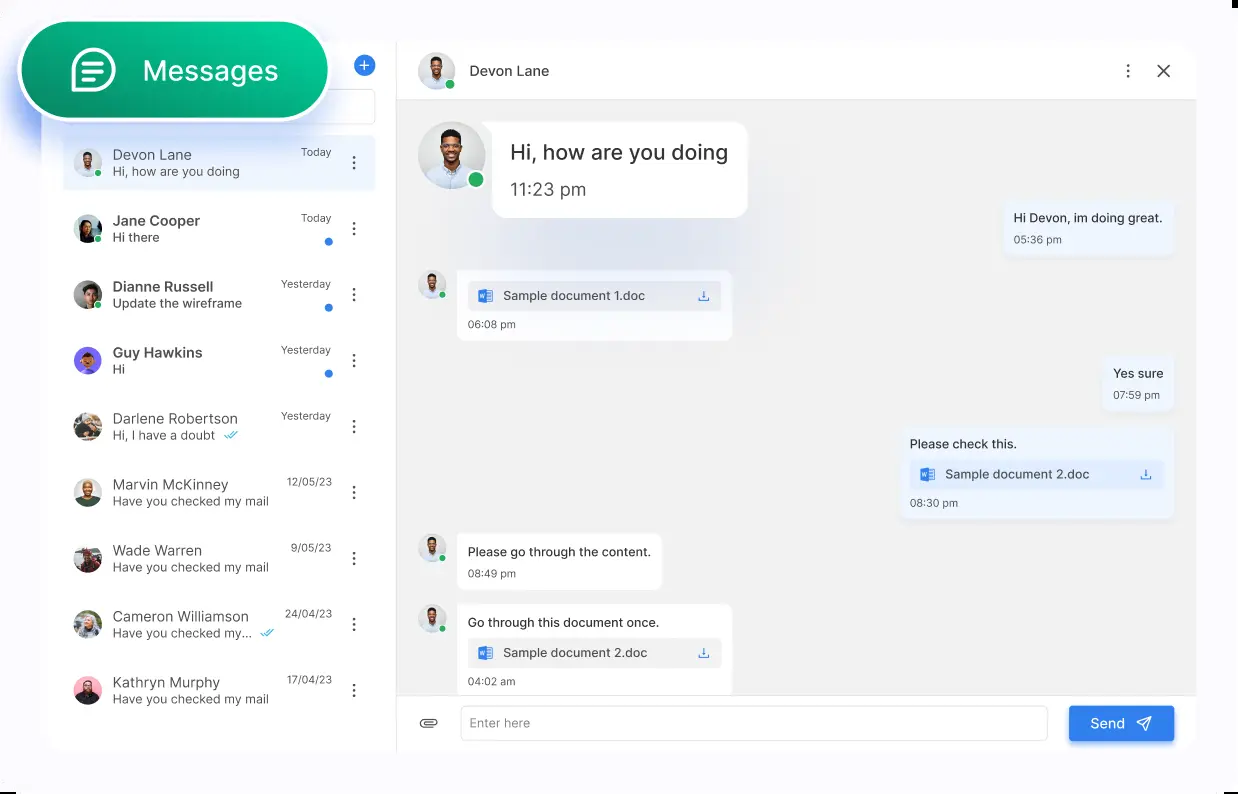 Messages
Devon Lane
Today
Hi, how are you doing
Jane Cooper
Today
Hi there
Dianne Russell
Yesterday
Update the wireframe
Guy Hawkins
Yesterday
Hi
Darlene Robertson
Yesterday
Hi, I have a doubt
Marvin McKinney
12/05/23
Have you checked my mail
Wade Warren
9/05/23
Have you checked my mail
Cameron Williamson
24/04/23
Have you checked my...
Kathryn Murphy
17/04/23
Have you checked my mail
Devon Lane
Hi, how are you doing
11:23 pm
Hi Devon, im doing great.
05:36 pm
Sample document 1.doc
06:08 pm
Yes sure
07:59 pm
Please check this.
Sample document 2.doc
08:30 pm
Please go through the content.
08:49 pm
Go through this document once.
Sample document 2.doc
04:02 am
Enter here
Send